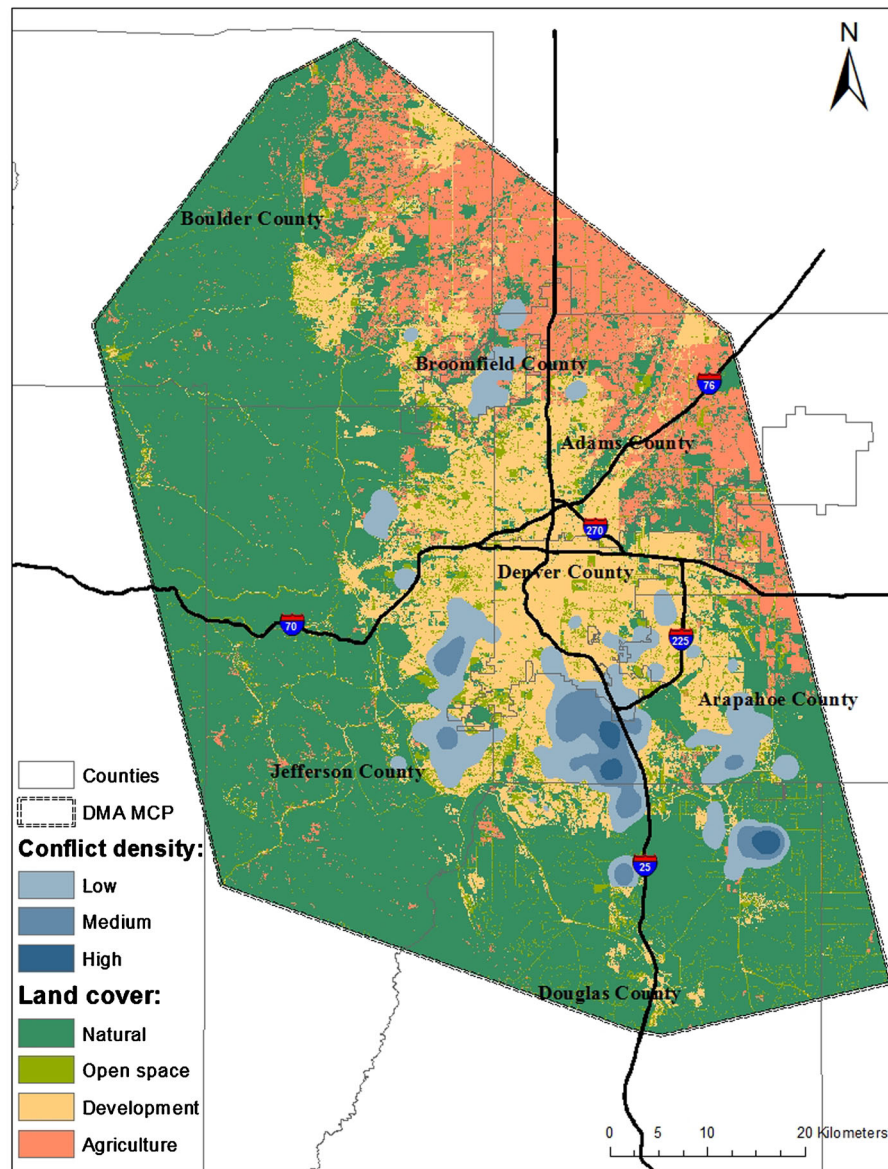 N
Boulder County
Broomfield County
76
Adams County
270
Denver County
70
225
Arapahoe County
Jefferson County
25
Douglas County
Counties
DMA MCP
Conflict density:
Low
Medium
High
Land cover:
Natural
Open space
Development
Agriculture
0 5 10 20 Kilometers